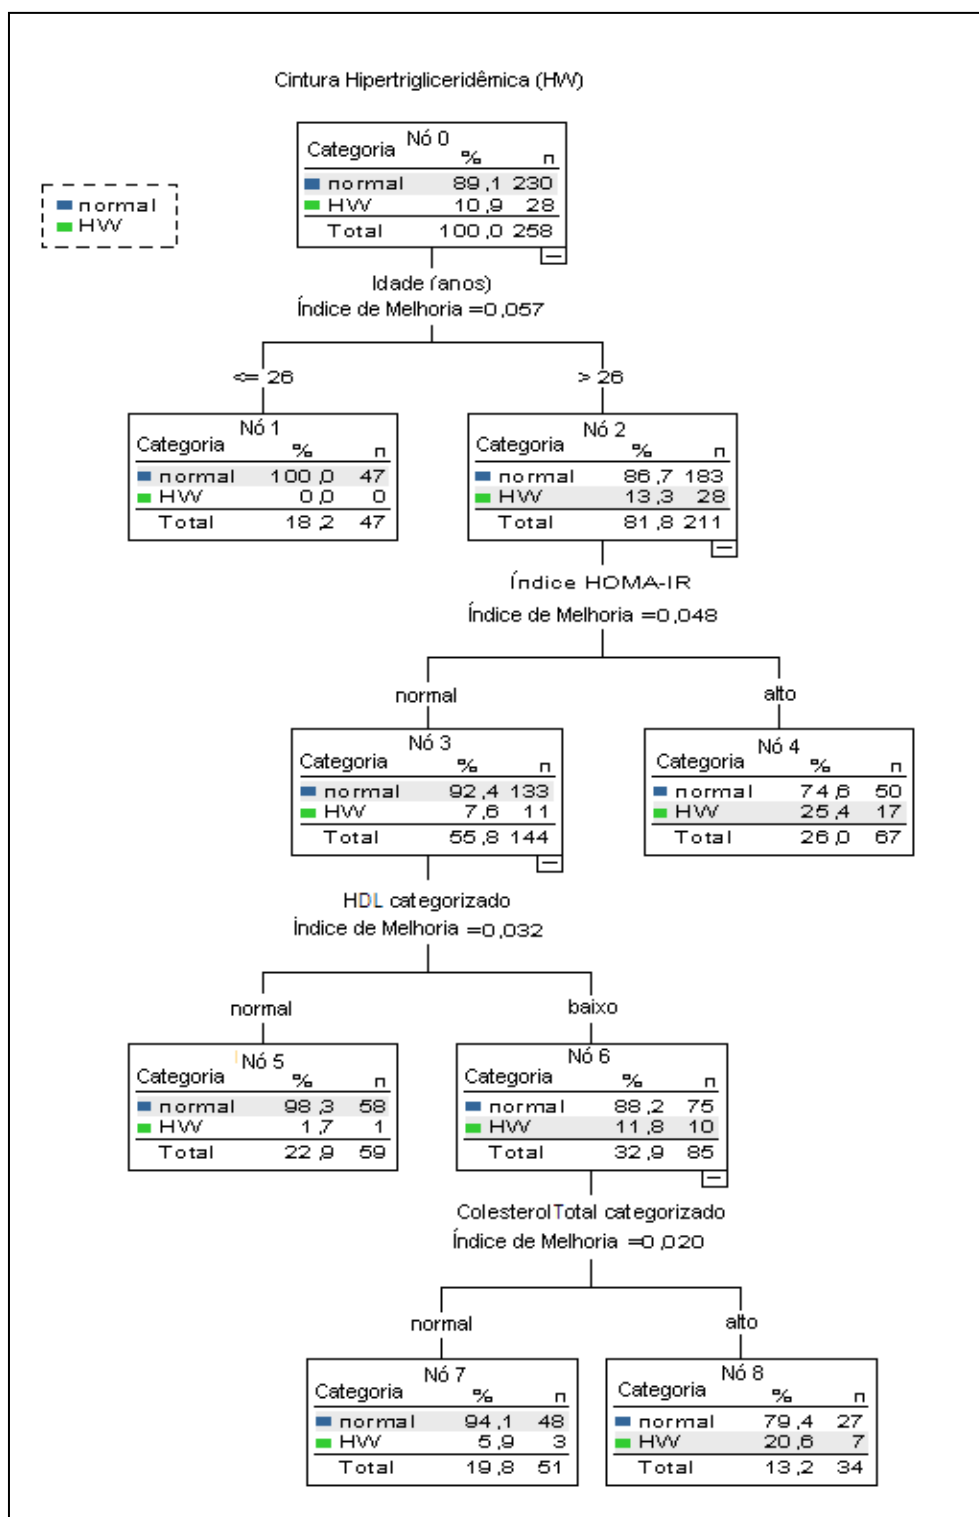 Cintura Hipertrigliceridêmica (HW)
Nó 0
Categoria % n
normal 89,1 230
HW 10,9 28
Total 100,0 258
normal
HW
Idade (anos)
Índice de Melhoria =0,057
<= 26 > 26
Nó 1
Categoria % n
normal 100,0 47
HW 0,0 0
Total 18,2 47
Nó 2
Categoria % n
normal 86,7 183
HW 13,3 28
Total 81,8 211
Índice HOMA-IR
Índice de Melhoria =0,048
normal alto
Nó 3
Categoria % n
normal 92,4 133
HW 7,6 11
Total 55,8 144
Nó 4
Categoria % n
normal 74,6 50
HW 25,4 17
Total 26,0 67
HDL categorizado
Índice de Melhoria =0,032
normal baixo
Nó 5
Categoria % n
normal 98,3 58
HW 1,7 1
Total 22,9 59
Nó 6
Categoria % n
normal 88,2 75
HW 11,8 10
Total 32,9 85
ColesterolTotal categorizado
Índice de Melhoria =0,020
normal alto
Nó 7
Categoria % n
normal 94,1 48
HW 5,9 3
Total 19,8 51
Nó 8
Categoria % n
normal 79,4 27
HW 20,6 7
Total 13,2 34